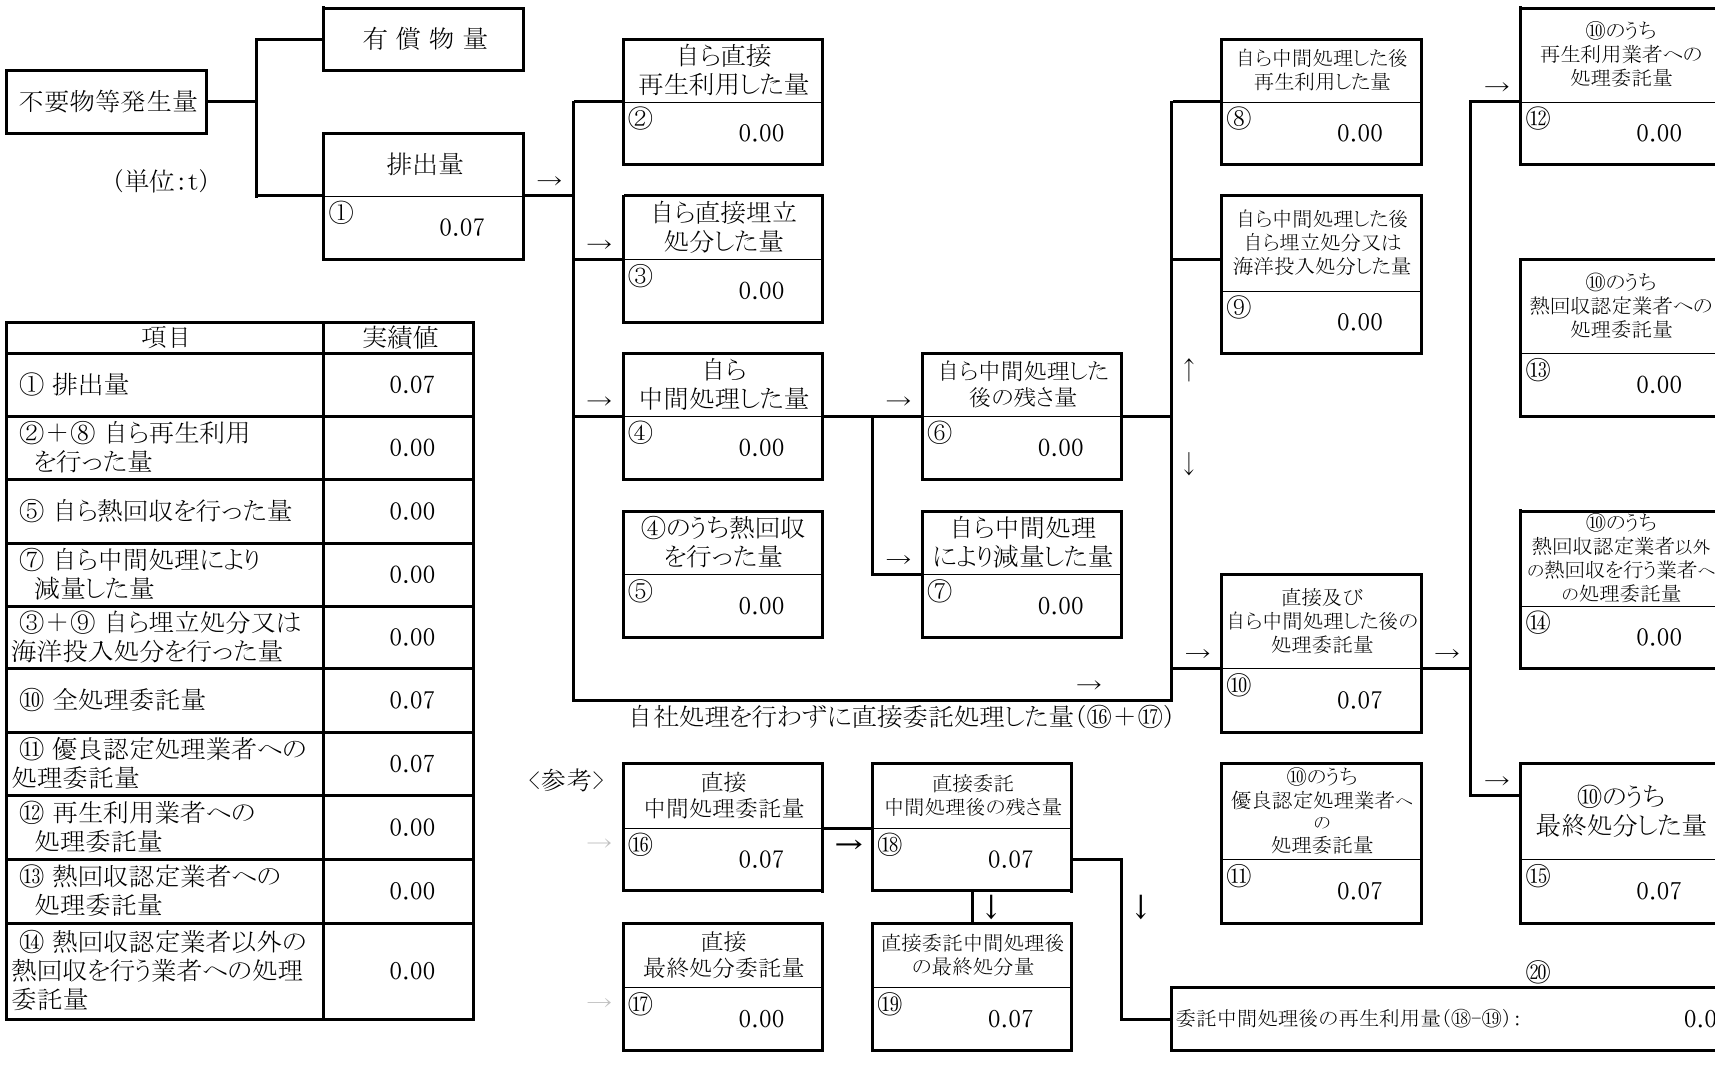 有償物量
不要物等発生量
(単位:t)
排出量
①
0.07
→
自ら直接
再生利用した量
②
0.00
→
自ら直接埋立
処分した量
③
0.00
→
自ら
中間処理した量
④
0.00
④のうち熱回収
を行った量
⑤
0.00
→
自ら中間処理した
後の残さ量
⑥
0.00
→
自ら中間処理
により減量した量
⑦
0.00
→
自社処理を行わずに直接委託処理した量(⑯+⑰)
自ら中間処理した後
再生利用した量
⑧
0.00
自ら中間処理した後
自ら埋立処分又は
海洋投入処分した量
⑨
0.00
↑
↓
→
直接及び
自ら中間処理した後の
処理委託量
⑩
0.07
→
⑩のうち
優良認定処理業者へ
の
処理委託量
⑪
0.07
→
⑩のうち
再生利用業者への
処理委託量
⑫
0.00
⑩のうち
熱回収認定業者への
処理委託量
⑬
0.00
⑩のうち
熱回収認定業者以外
の熱回収を行う業者へ
の処理委託量
⑭
0.00
→
⑩のうち
最終処分した量
⑮
0.07
項目
実績値
① 排出量
0.07
②+⑧ 自ら再生利用
を行った量
0.00
⑤ 自ら熱回収を行った量
0.00
⑦ 自ら中間処理により
減量した量
0.00
③+⑨ 自ら埋立処分又は
海洋投入処分を行った量
0.00
⑩ 全処理委託量
0.07
⑪ 優良認定処理業者への
処理委託量
0.07
⑫ 再生利用業者への
処理委託量
0.00
⑬ 熱回収認定業者への
処理委託量
0.00
⑭ 熱回収認定業者以外の
熱回収を行う業者への処理
委託量
0.00
<参考>
→
直接
中間処理委託量
⑯
0.07
→
直接委託
中間処理後の残さ量
⑱
0.07
↓
↓
→
直接
最終処分委託量
⑰
0.00
直接委託中間処理後
の最終処分量
⑲
0.07
⑳
委託中間処理後の再生利用量(⑱-⑲):
0.0